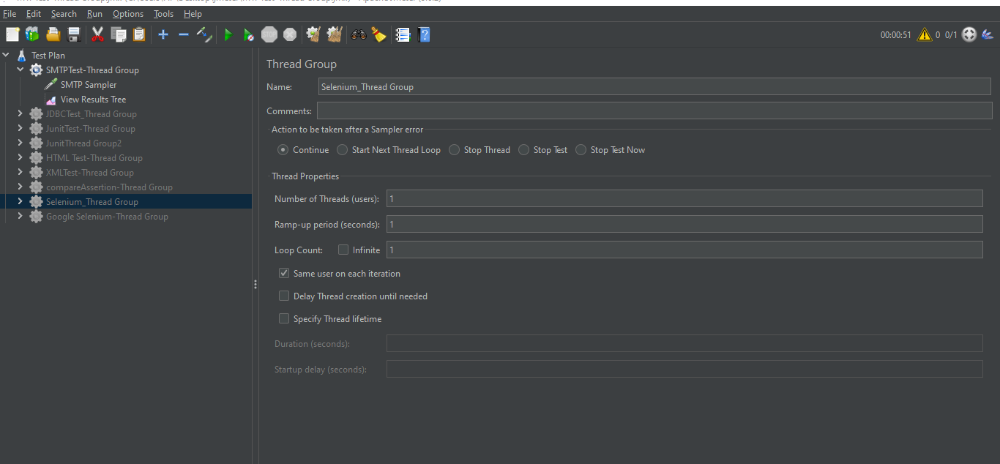 File Edit Search Run Options Tools Help
00:00:51 0 0/1
Test Plan
SMTPTest-Thread Group
SMTP Sampler
View Results Tree
JDBCTest_Thread Group
JunitTest-Thread Group
JunitThread Group2
HTML Test-Thread Group
XMLTest-Thread Group
compareAssertion-Thread Group
Selenium_Thread Group
Google Selenium-Thread Group
Thread Group
Name: Selenium_Thread Group
Comments:
Action to be taken after a Sampler error
Continue Start Next Thread Loop Stop Thread Stop Test Stop Test Now
Thread Properties
Number of Threads (users): 1
Ramp-up period (seconds): 1
Loop Count: Infinite 1
Same user on each iteration
Delay Thread creation until needed
Specify Thread lifetime
Duration (seconds):
Startup delay (seconds):